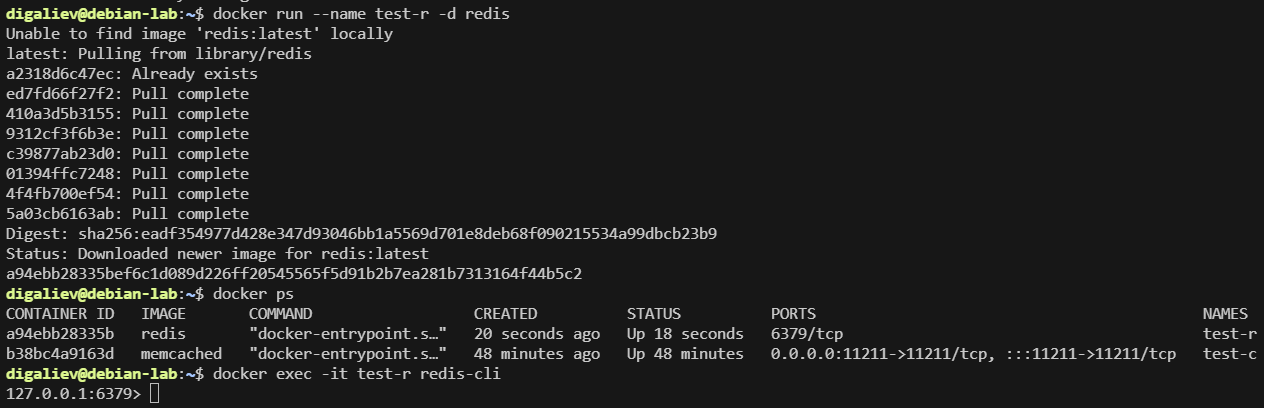 digaliev@debian-lab:~$ docker run --name test-r -d redis
Unable to find image 'redis:latest' locally
latest: Pulling from library/redis
a2318d6c47ec: Already exists
ed7fd66f27f2: Pull complete
410a3d5b3155: Pull complete
9312cf3f6b3e: Pull complete
c39877ab23d0: Pull complete
01394ffc7248: Pull complete
4f4fb700ef54: Pull complete
5a03cb6163ab: Pull complete
Digest: sha256:eadf354977d428e347d93046bb1a5569d701e8deb68f090215534a99dbcb23b9
Status: Downloaded newer image for redis:latest
a94ebb28335bef6c1d089d226ff20545565f5d91b2b7ea281b7313164f44b5c2
digaliev@debian-lab:~$ docker ps
CONTAINER ID   IMAGE       COMMAND                  CREATED          STATUS          PORTS                                           NAMES
a94ebb28335b   redis       "docker-entrypoint.s…"   20 seconds ago   Up 18 seconds   6379/tcp                                        test-r
b38bc4a9163d   memcached   "docker-entrypoint.s…"   48 minutes ago   Up 48 minutes   0.0.0.0:11211->11211/tcp, :::11211->11211/tcp   test-c
digaliev@debian-lab:~$ docker exec -it test-r redis-cli
127.0.0.1:6379>